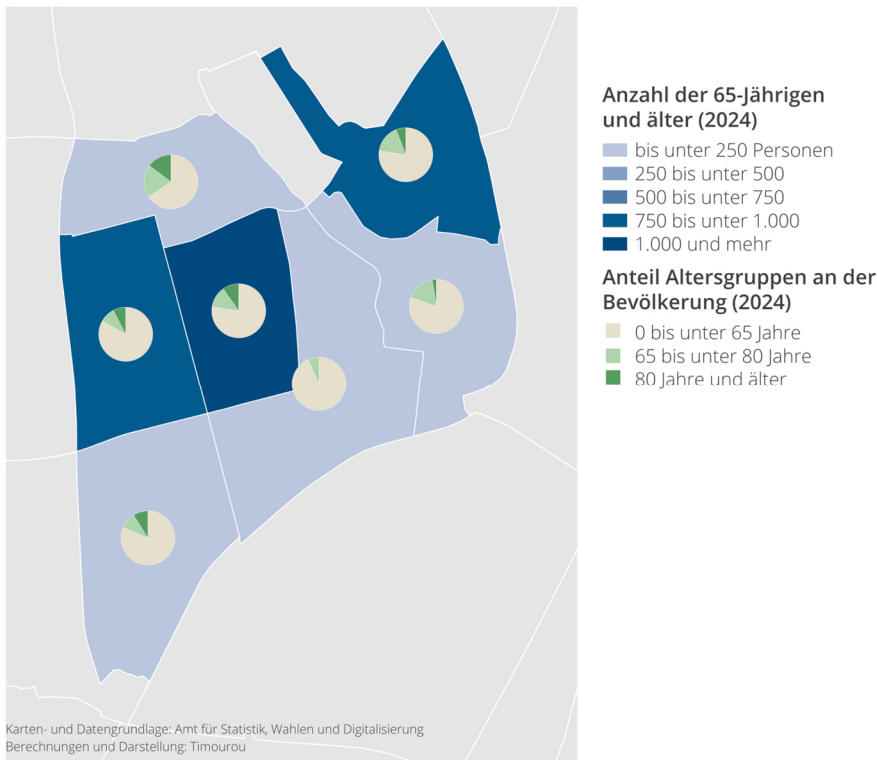 Anzahl der 65-Jährigen
und älter (2024)
bis unter 250 Personen
250 bis unter 500
500 bis unter 750
750 bis unter 1.000
1.000 und mehr
Anteil Altersgruppen an der
Bevölkerung (2024)
0 bis unter 65 Jahre
65 bis unter 80 Jahre
80 Jahre und älter
Karten- und Datengrundlage: Amt für Statistik, Wahlen und Digitalisierung
Berechnungen und Darstellung: Timourou